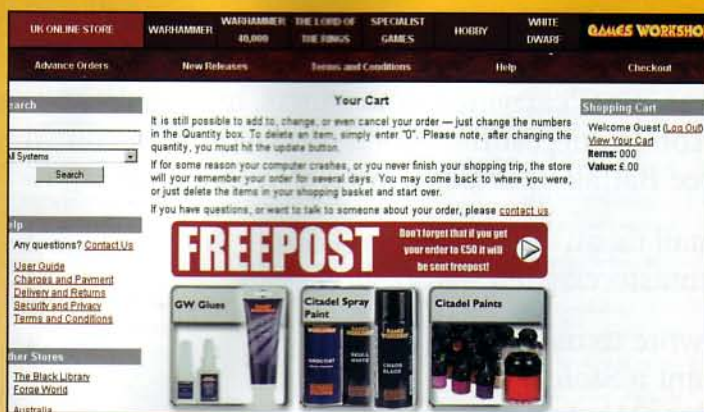 UK ONLINE STORE
WARHAMMER
WARHAMMER
40,000
THE LORD OF
THE RINGS
SPECIALIST
GAMES
HOBBY
WHITE
DWARF
GAMES WORKSHO
Advance Orders
New Releases
Terms and Conditions
Help
Checkout
earch
All Systems
Search
elp
Any questions? Contact Us
User Guide
Charges and Payment
Delivery and Returns
Security and Privacy
Terms and Conditions
ther Stores
The Black Library
Forge World
Australia
Your Cart
It is still possible to add to, change, or even cancel your order — just change the numbers
in the Quantity box. To delete an item, simply enter "0". Please note, after changing the
quantity, you must hit the update button.
If for some reason your computer crashes, or you never finish your shopping trip, the store
will your remember your order for several days. You may come back to where you were,
or just delete the items in your shopping basket and start over.
If you have questions, or want to talk to someone about your order, please contact us.
FREEPOST
Don't forget that if you get
your order to £50 it will
be sent freepost!
GW Glues
Citadel Spray
Paint
Citadel Paints
Shopping Cart
Welcome Guest (Log Out)
View Your Cart
Items: 000
Value: £.00